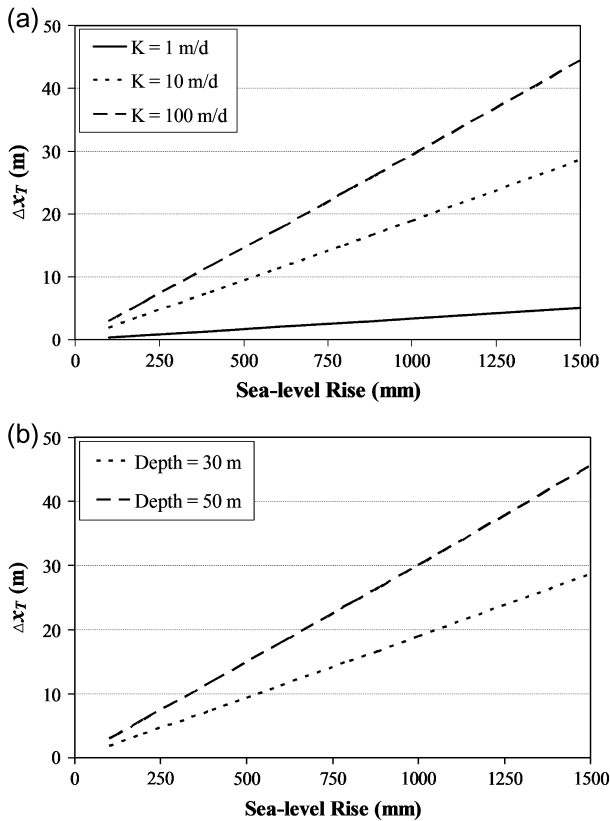 (a)
50
40
30
20
10
0
△xT (m)
K = 1 m/d
K = 10 m/d
K = 100 m/d
0 250 500 750 1000 1250 1500
Sea-level Rise (mm)
(b)
50
40
30
20
10
0
△xT (m)
Depth = 30 m
Depth = 50 m
0 250 500 750 1000 1250 1500
Sea-level Rise (mm)